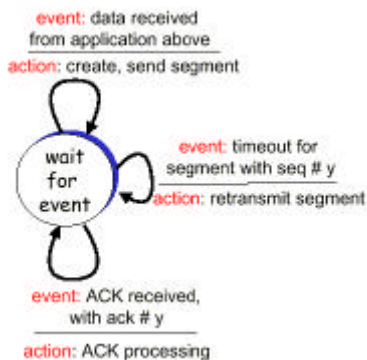 event: data received
from application above
action: create, send segment
wait
for
event
event: timeout for
segment with seq # y
action: retransmit segment
event: ACK received,
with ack # y
action: ACK processing